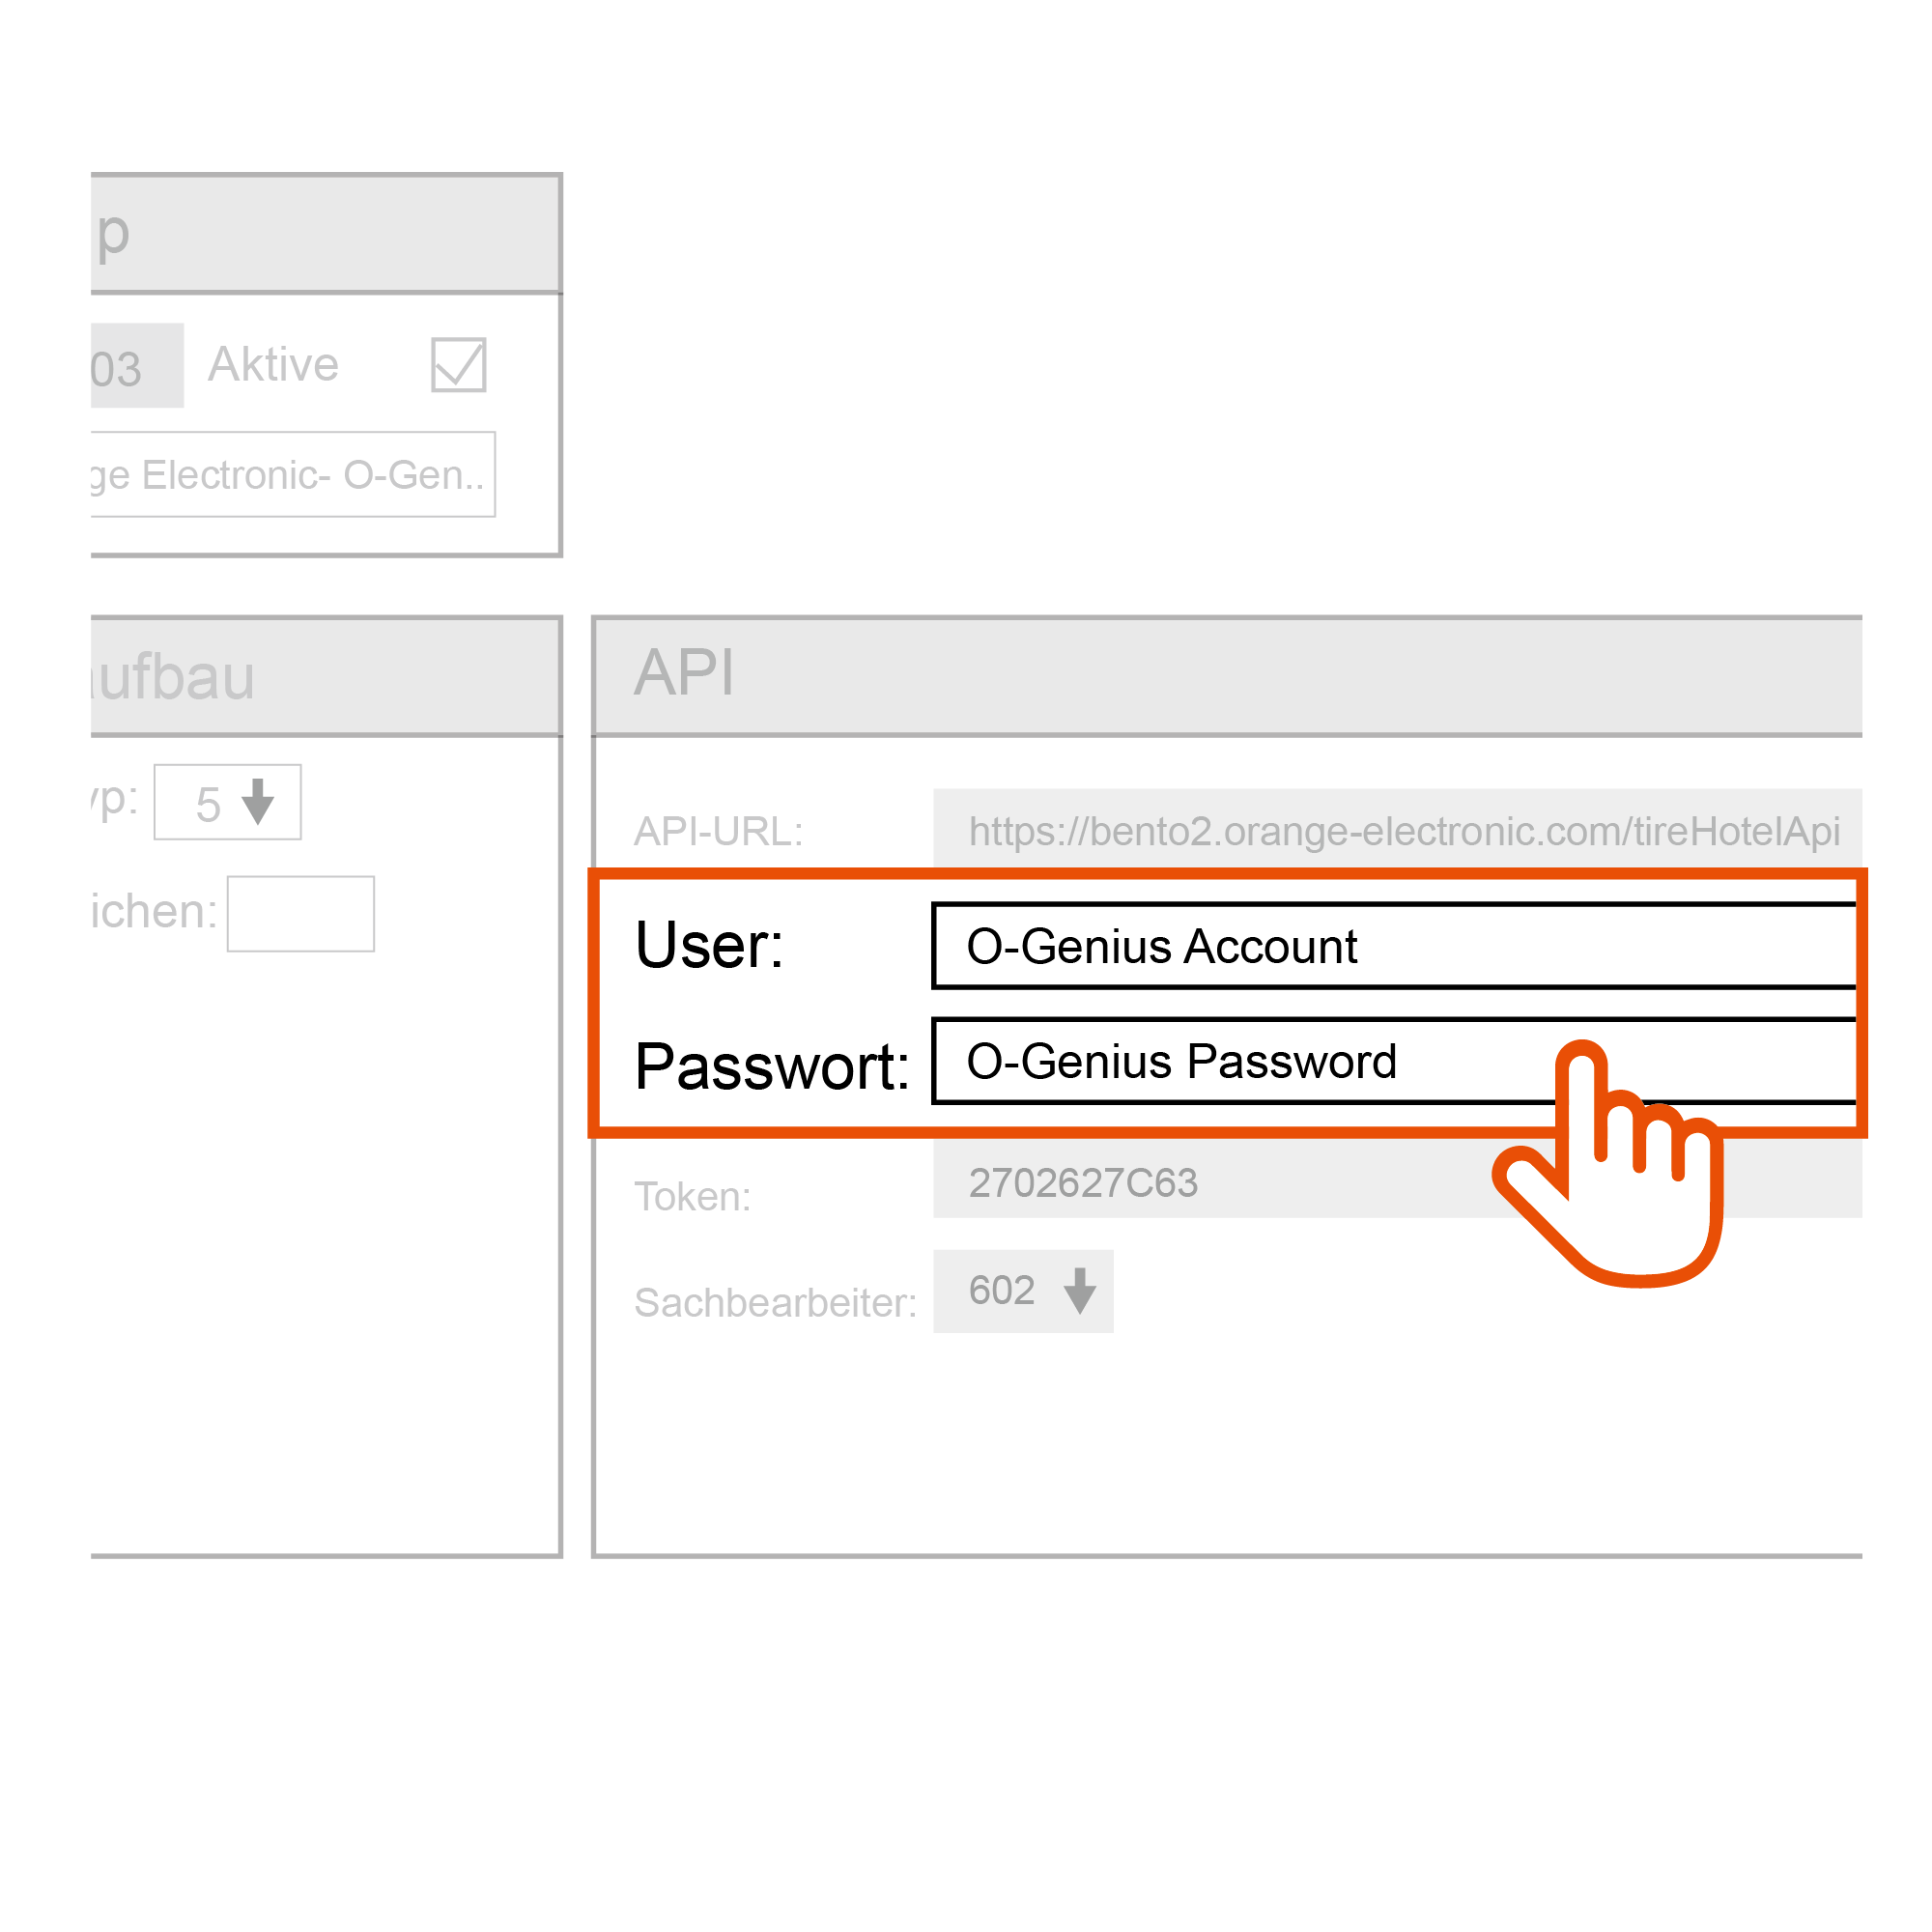 p
03 Aktive
ge Electronic- O-Gen..
ufbau
yp: 5
ichen:
API
API-URL: https://bento2.orange-electronic.com/tireHotelApi
User: O-Genius Account
Passwort: O-Genius Password
Token: 2702627C63
Sachbearbeiter: 602